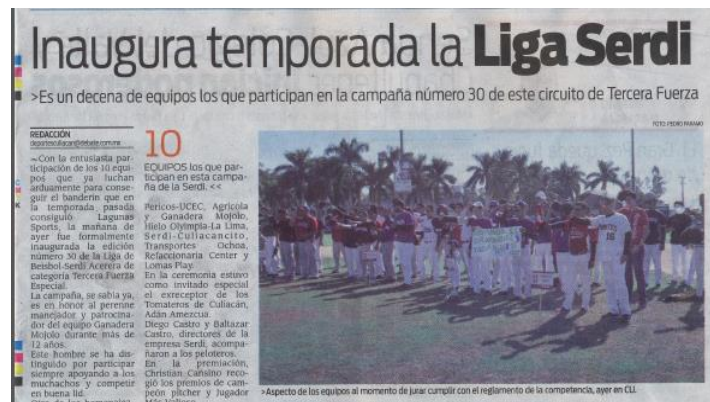 Inaugura temporada la Liga Serdi
>Es un decena de equipos los que participan en la campaña número 30 de este circuito de Tercera Fuerza
FOTO: PEDRO PARAMO
REDACCIÓN
deportesculiacan@debate.com.mx
—Con la entusiasta par-
ticipación de los 10 equi-
pos que ya luchan
arduamente para conse-
guir el banderín que en
la temporada pasada
consiguió Lagunas
Sports, la mañana de
ayer fue formalmente
inaugurada la edición
número 30 de la Liga de
Beisbol-Serdi Acerera de
categoría Tercera Fuerza
Especial.
La campaña, se sabía ya,
es en honor al perenne
manejador y patrocina-
dor del equipo Ganadera
Mojolo durante más de
12 años.
Este hombre se ha dis-
tinguido por participar
siempre apoyando a los
muchachos y competir
en buena lid.
10
EQUIPOS los que par-
ticipan en esta campa-
ña de la Serdi. <<
Pericos-UCEC, Agrícola
y Ganadera Mojolo,
Hielo Olyimpia-La Lima,
Serdi-Culiacancito,
Transportes Ochoa,
Refaccionaria Center y
Lomas Play.
En la ceremonia estuvo
como invitado especial
el exreceptor de los
Tomateros de Culiacán,
Adán Amezcua.
Diego Castro y Baltazar
Castro, directores de la
empresa Serdi, acompa-
ñaron a los peloteros.
En la premiación,
Christian Cansino reco-
gió los premios de cam-
peón pitcher y Jugador
Más Valioso
>Aspecto de los equipos al momento de jurar cumplir con el reglamento de la competencia, ayer en CU.